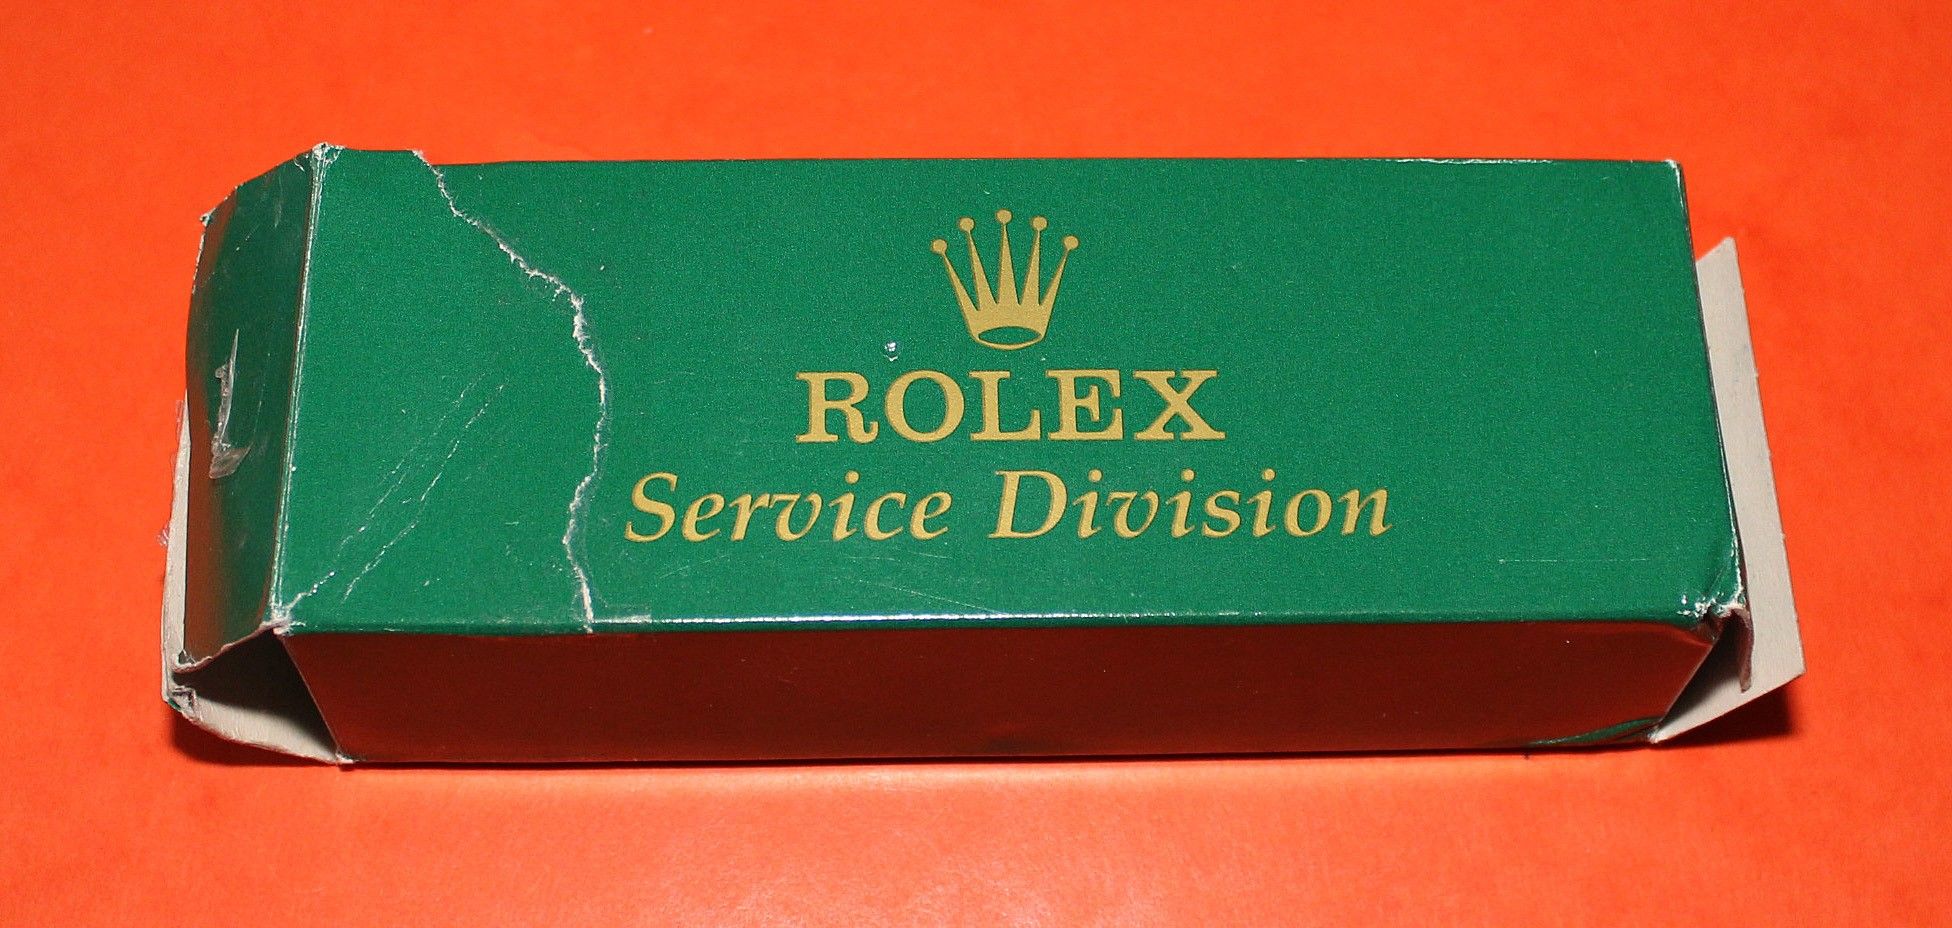 ROLEX
Service Division